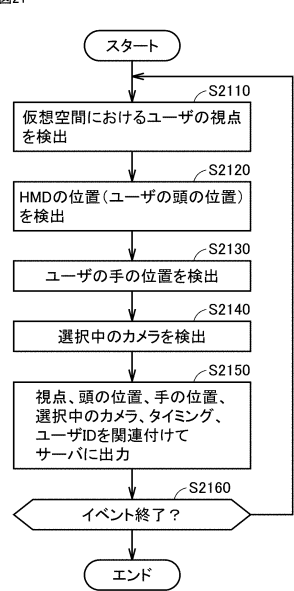 図21
スタート
S2110
仮想空間におけるユーザの視点
を検出
S2120
HMDの位置(ユーザの頭の位置)
を検出
S2130
ユーザの手の位置を検出
S2140
選択中のカメラを検出
S2150
視点、頭の位置、手の位置、
選択中のカメラ、タイミング、
ユーザIDを関連付けて
サーバに出力
S2160
イベント終了?
エンド